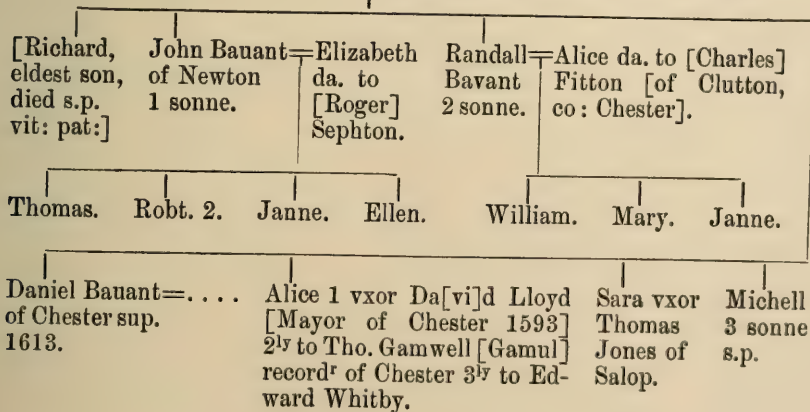 [Richard,
eldest son,
died s.p.
vit: pat:]
John Bauant=Elizabeth
of Newton
1 sonne.
da. to
[Roger]
Sephton.
Randall=Alice da. to [Charles]
Bavant
2 sonne.
Fitton [of Clutton,
co: Chester].
Thomas. Robt. 2. Janne. Ellen. William. Mary. Janne.
Daniel Bauant=....
of Chester sup.
1613.
Alice 1 vxor Da[vi]d Lloyd
[Mayor of Chester 1593]
2ly to Tho. Gamwell [Gamul]
recordr of Chester 3ly to Ed-
ward Whitby.
Sara vxor
Thomas
Jones of
Salop.
Michell
3 sonne
s.p.